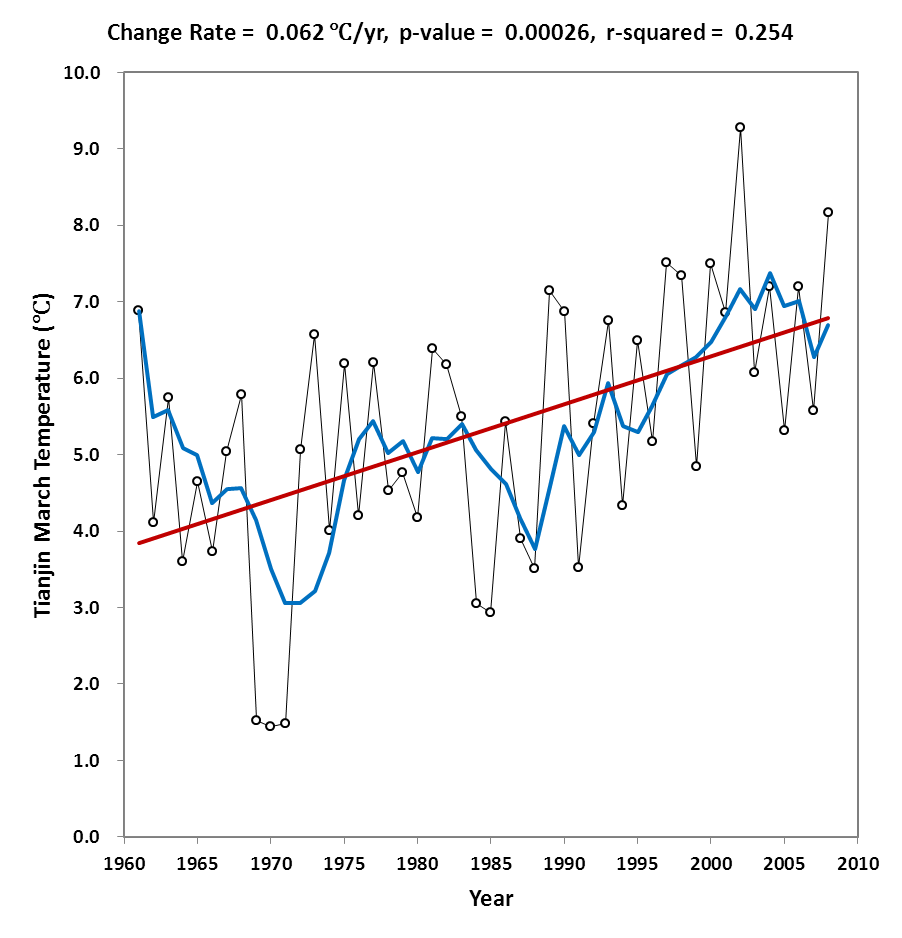 Change Rate = 0.062 ℃/yr, p-value = 0.00026, r-squared = 0.254
10.0
9.0
8.0
7.0
6.0
5.0
4.0
3.0
2.0
1.0
0.0
Tianjin March Temperature (℃)
1960 1965 1970 1975 1980 1985 1990 1995 2000 2005 2010
Year